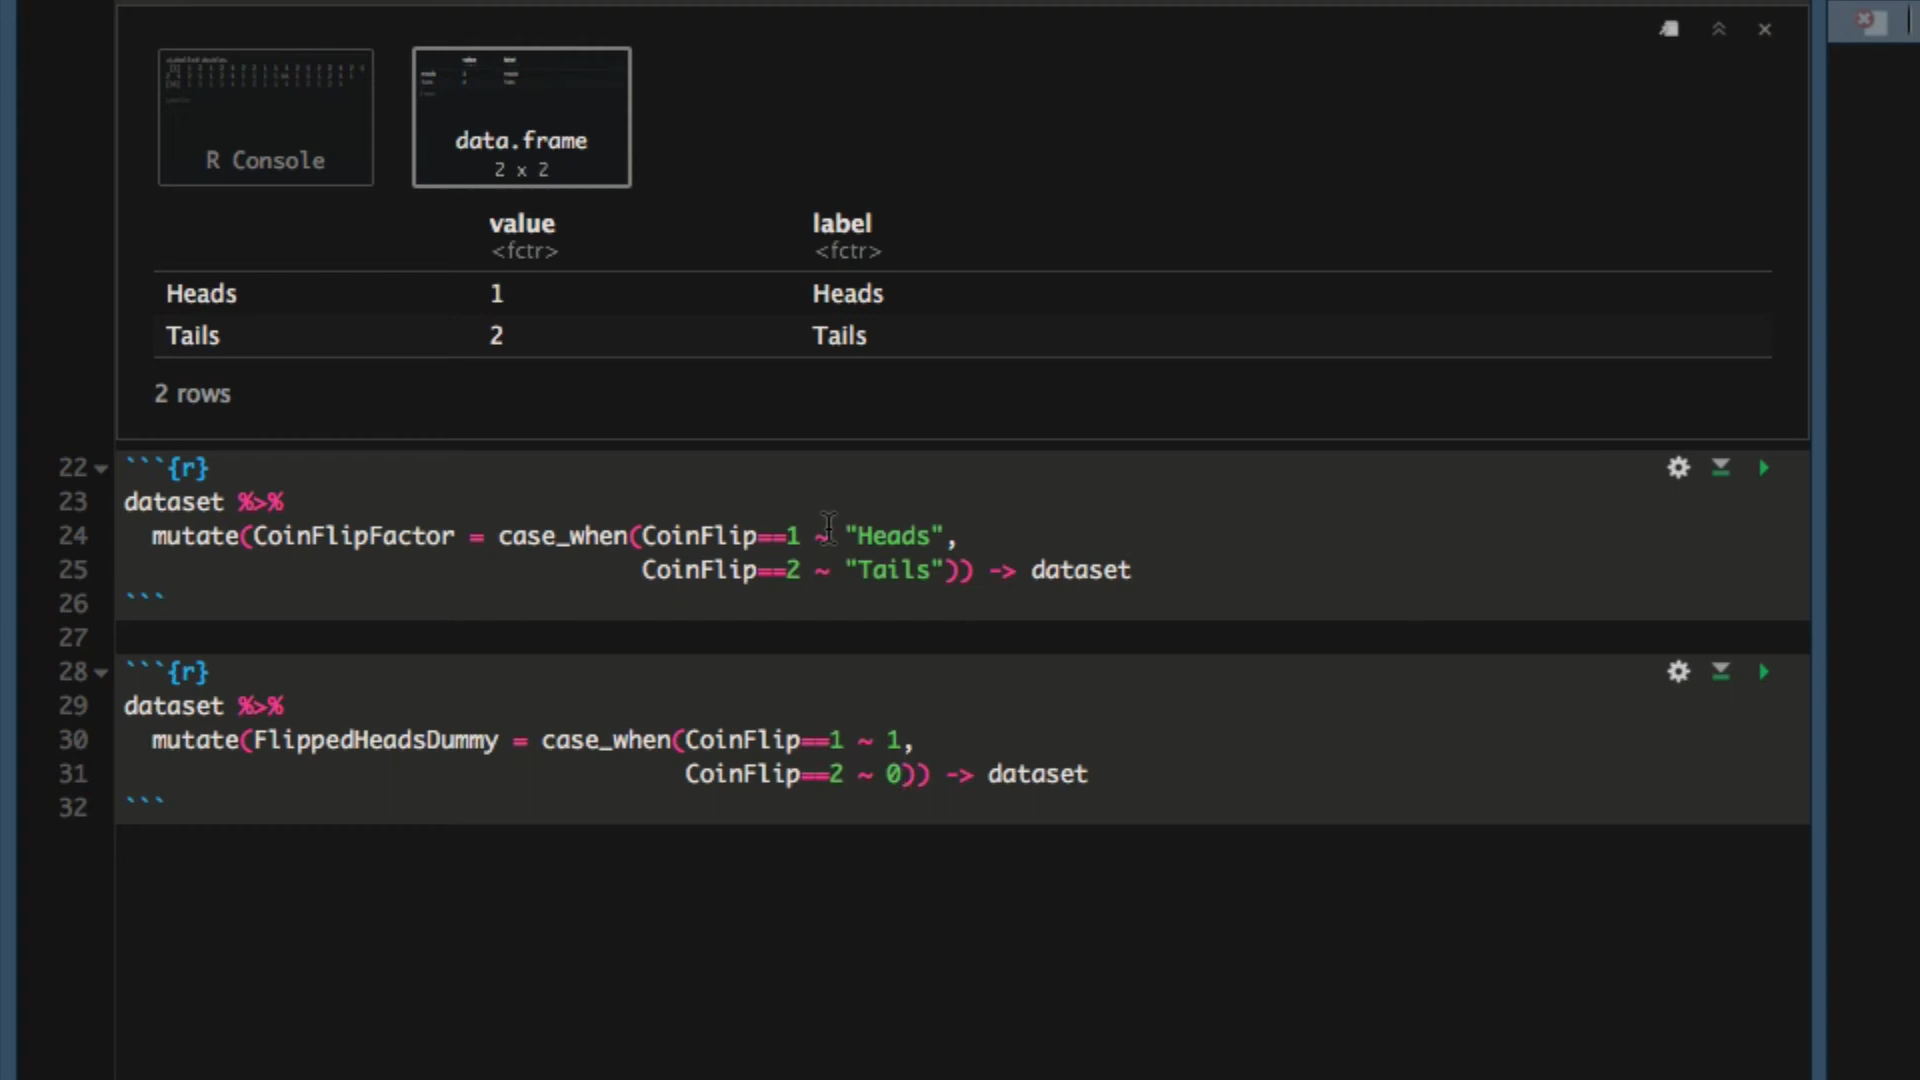 R Console
data.frame
2 x 2
value label
<fctr> <fctr>
Heads 1 Heads
Tails 2 Tails
2 rows
22 ```{r}
23 dataset %>%
24 mutate(CoinFlipFactor = case_when(CoinFlip==1 ~ "Heads",
25 CoinFlip==2 ~ "Tails")) -> dataset
26 ```
27
28 ```{r}
29 dataset %>%
30 mutate(FlippedHeadsDummy = case_when(CoinFlip==1 ~ 1,
31 CoinFlip==2 ~ 0)) -> dataset
32 ```